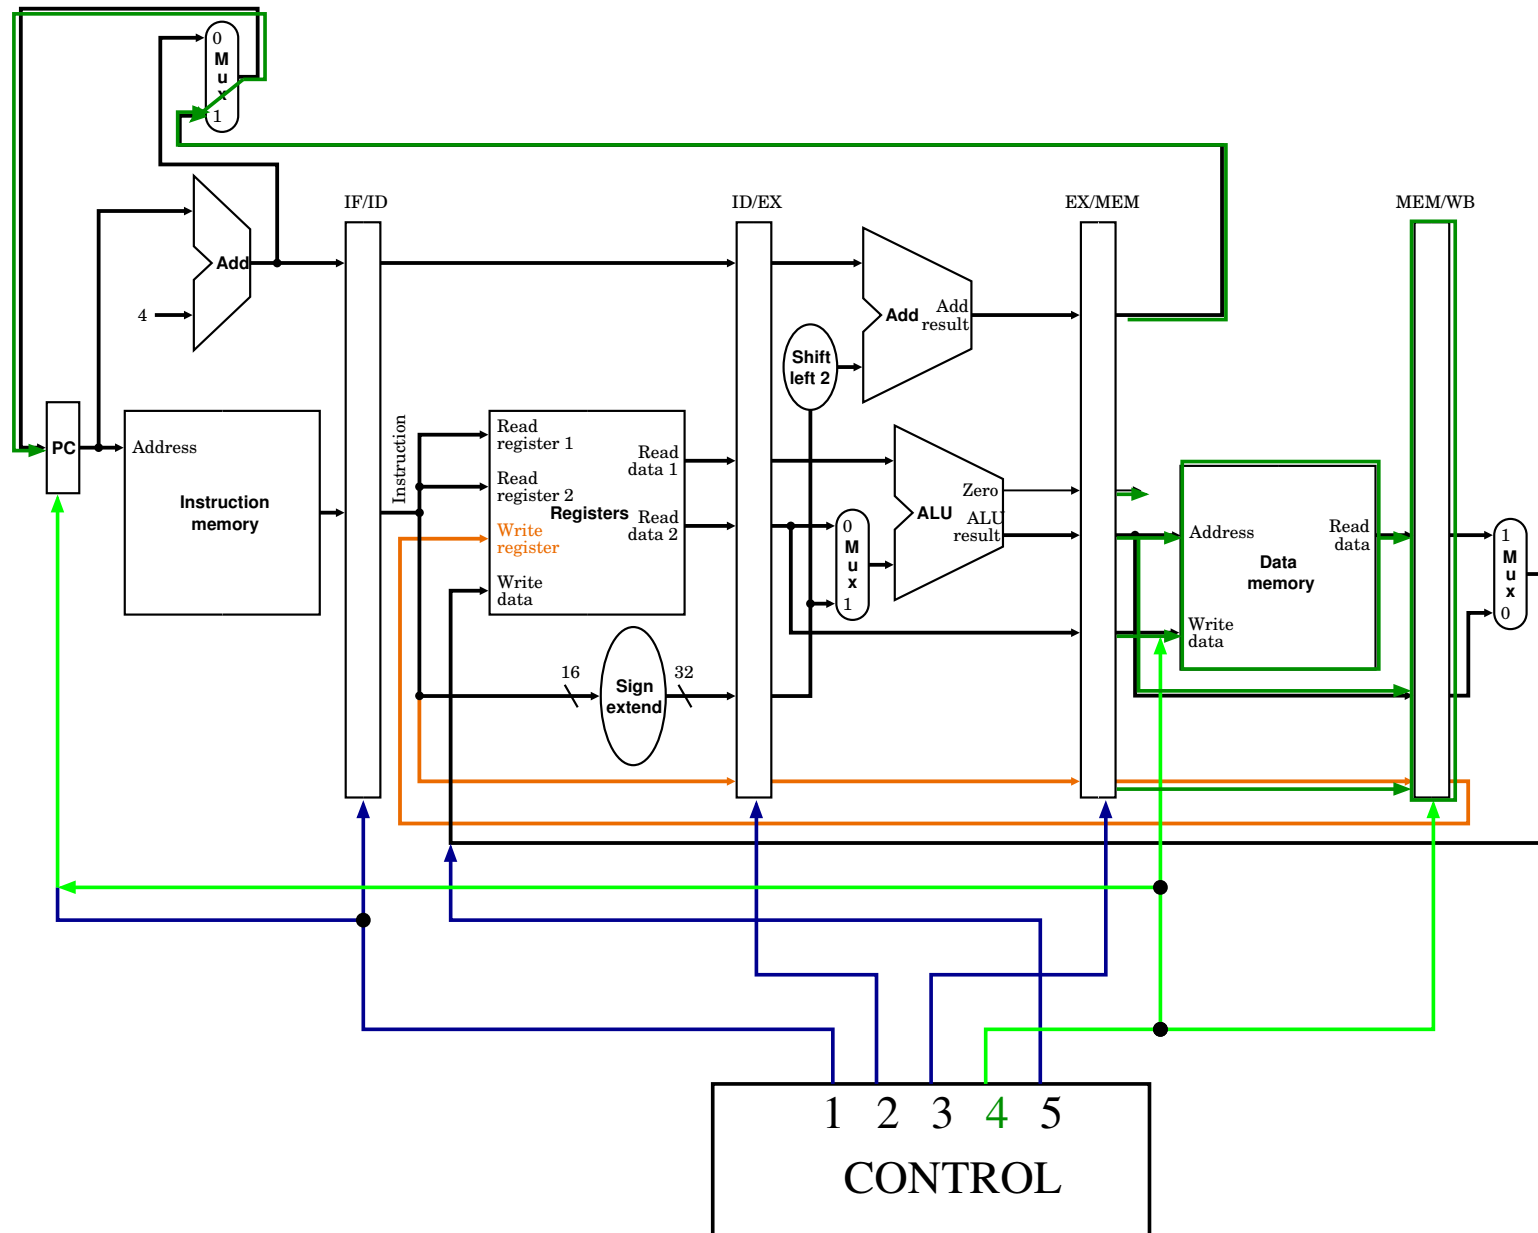 0
M
u
x
1
IF/ID
ID/EX
EX/MEM
MEM/WB
Add
4
Add
Add
result
Shift
left 2
PC
Address
Instruction
memory
Instruction
Read
register 1
Read
register 2
Registers
Write
register
Write
data
Read
data 1
Read
data 2
16
Sign
extend
32
0
M
u
x
1
Zero
ALU
ALU
result
Address
Read
data
Data
memory
Write
data
1
M
u
x
0
1 2 3 4 5
CONTROL